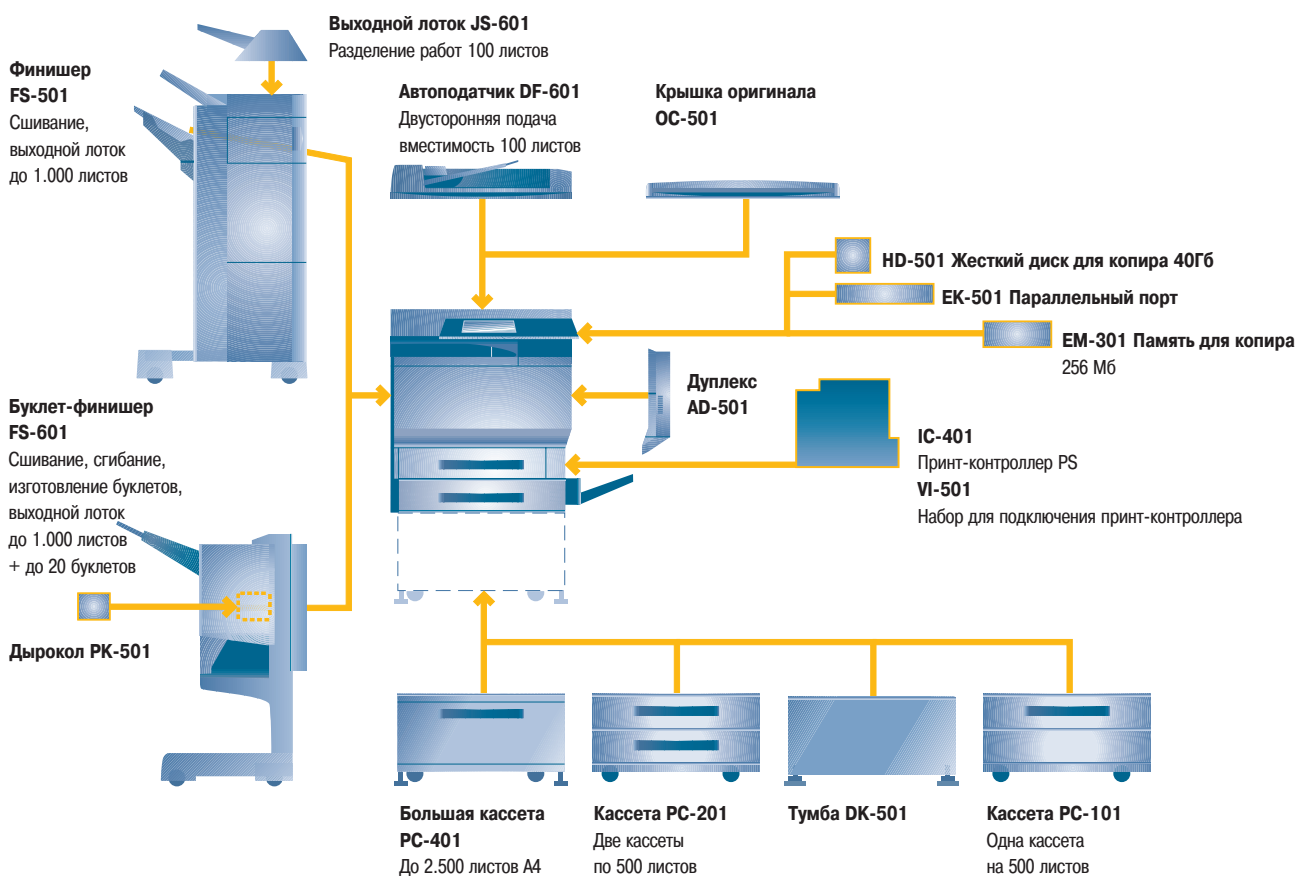 Выходной лоток JS-601
Разделение работ 100 листов
Финишер
FS-501
Сшивание,
выходной лоток
до 1.000 листов
Автоподатчик DF-601
Двусторонняя подача
вместимость 100 листов
Крышка оригинала
OC-501
HD-501 Жесткий диск для копира 40Гб
EK-501 Параллельный порт
EM-301 Память для копира
256 Мб
Дуплекс
AD-501
Буклет-финишер
FS-601
Сшивание, сгибание,
изготовление буклетов,
выходной лоток
до 1.000 листов
+ до 20 буклетов
IC-401
Принт-контроллер PS
VI-501
Набор для подключения принт-контроллера
Дырокол PK-501
Большая кассета
PC-401
До 2.500 листов А4
Кассета PC-201
Две кассеты
по 500 листов
Тумба DK-501
Кассета PC-101
Одна кассета
на 500 листов